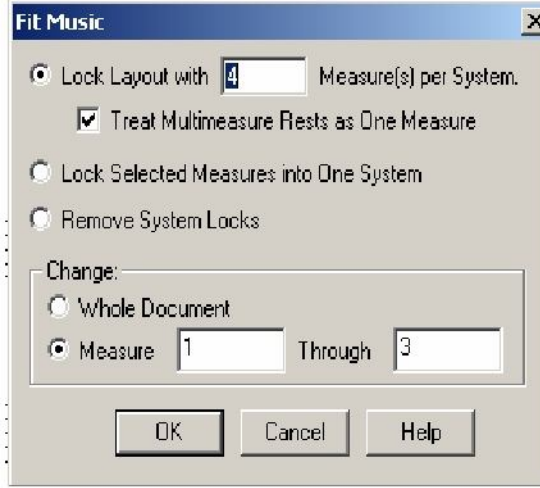 Fit Music
Lock Layout with 4 Measure(s) per System.
Treat Multimeasure Rests as One Measure
Lock Selected Measures into One System
Remove System Locks
Change:
Whole Document
Measure 1 Through 3
OK Cancel Help